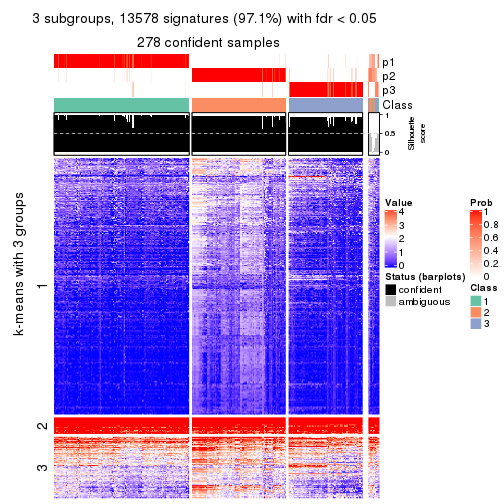 3 subgroups, 13578 signatures (97.1%) with fdr < 0.05
278 confident samples
p1
p2
p3
Class
1
0.5
0
Silhouette
score
k-means with 3 groups
1
2
3
Value
4
3
2
1
0
Status (barplots)
confident
ambiguous
Prob
1
0.8
0.6
0.4
0.2
0
Class
1
2
3